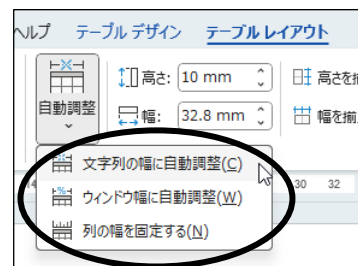 ヘルプ テーブル デザイン テーブル レイアウト
高さ: 10 mm 高さを
自動調整 幅: 32.8 mm 幅を揃
文字列の幅に自動調整(C)
30 32
ウィンドウ幅に自動調整(W)
列の幅を固定する(N)